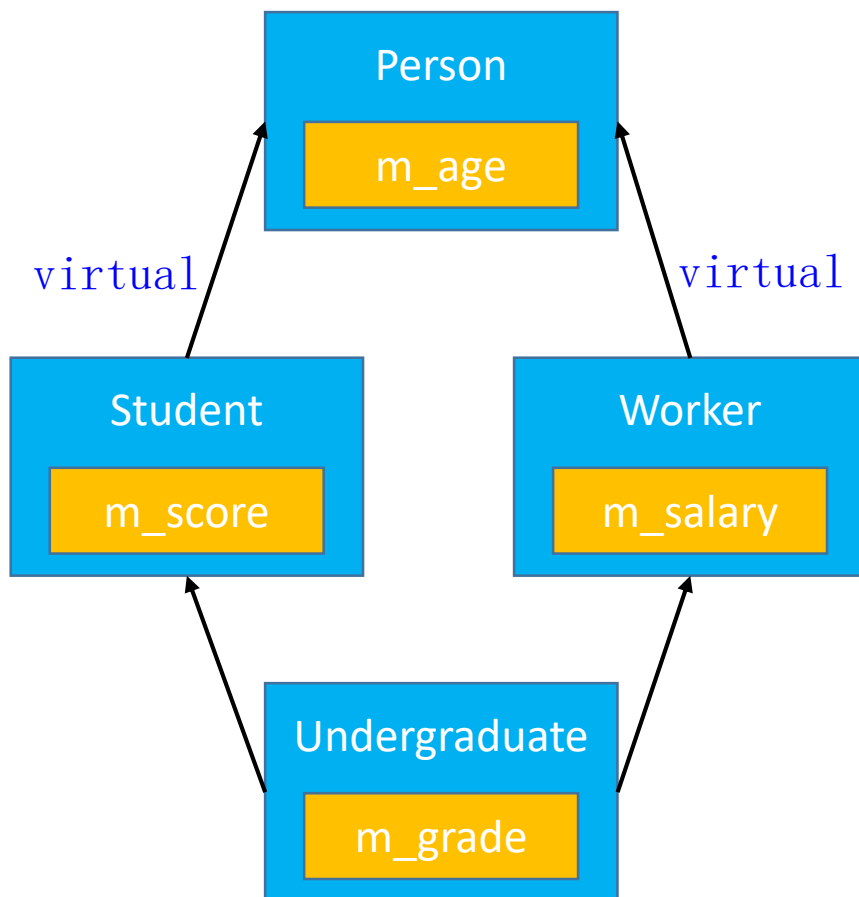 Person
m_age
virtual
virtual
Student
m_score
Worker
m_salary
Undergraduate
m_grade